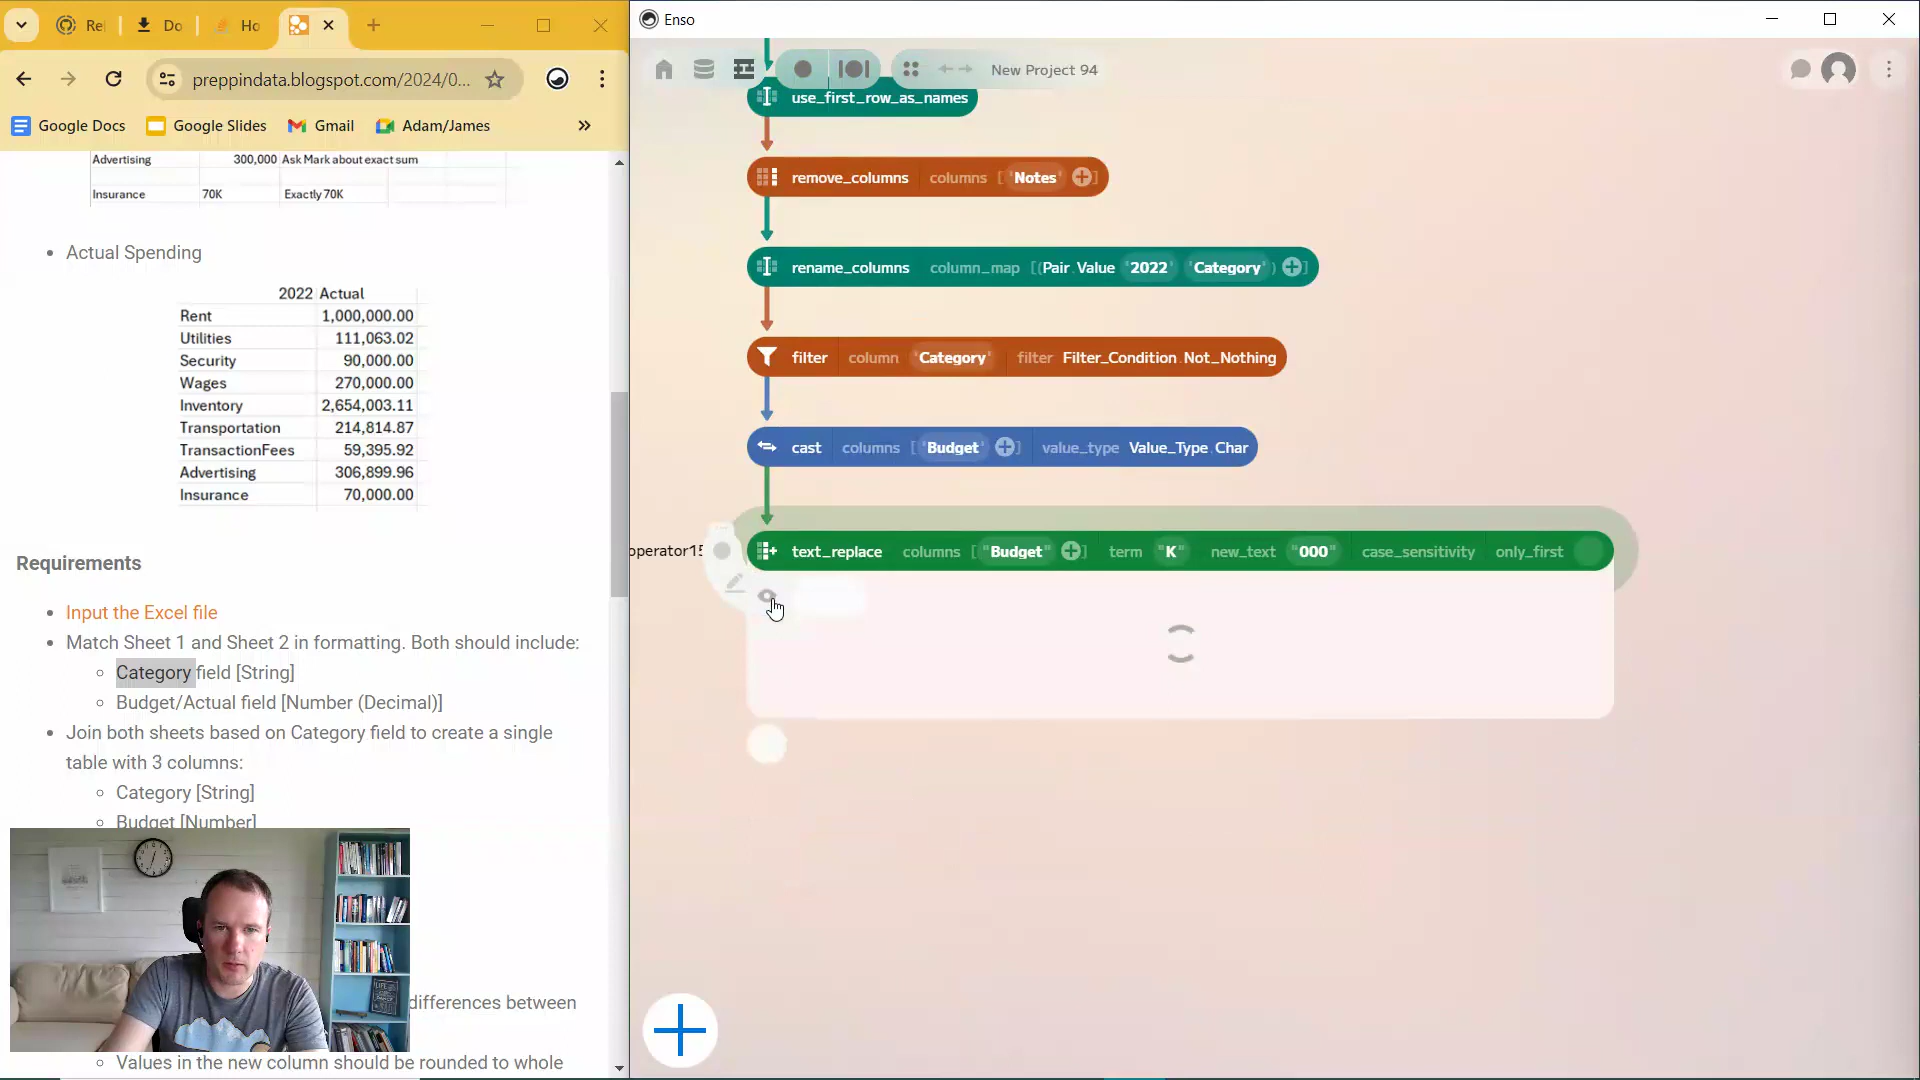 Re
Do
Ho
preppindata.blogspot.com/2024/0...
Google Docs
Google Slides
Gmail
Adam/James
Advertising 300,000 Ask Mark about exact sum
Insurance 70K Exactly 70K
Actual Spending
2022 Actual
Rent 1,000,000.00
Utilities 111,063.02
Security 90,000.00
Wages 270,000.00
Inventory 2,654,003.11
Transportation 214,814.87
TransactionFees 59,395.92
Advertising 306,899.96
Insurance 70,000.00
Requirements
Input the Excel file
Match Sheet 1 and Sheet 2 in formatting. Both should include:
Category field [String]
Budget/Actual field [Number (Decimal)]
Join both sheets based on Category field to create a single
table with 3 columns:
Category [String]
Budget [Number]
differences between
Values in the new column should be rounded to whole
Enso
New Project 94
use_first_row_as_names
remove_columns columns ['Notes' ]
rename_columns column_map [(Pair.Value '2022' 'Category') ]
filter column 'Category' filter Filter_Condition.Not_Nothing
cast columns ['Budget' ] value_type Value_Type.Char
operator15
text_replace columns ["Budget" ] term "K" new_text "000" case_sensitivity only_first